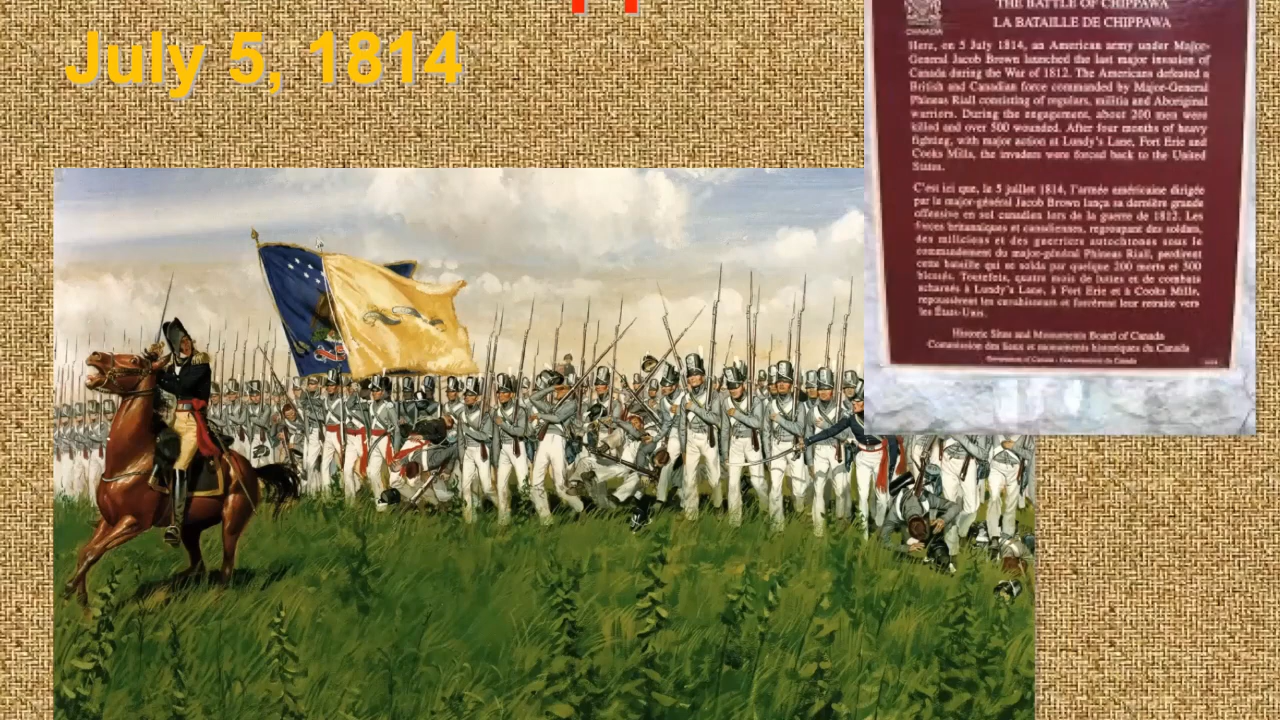 July 5, 1814
THE BATTLE OF CHIPPAWA
LA BATAILLE DE CHIPPAWA
CANADA
Here, on 5 July 1814, an American army under Major-
General Jacob Brown launched the last major invasion of
Canada during the War of 1812. The Americans defeated a
British and Canadian force commanded by Major-General
Phineas Riall consisting of regulars, militia and Aboriginal
warriors. During the engagement, about 200 men were
killed and over 500 wounded. After four months of heavy
fighting, with major action at Lundy's Lane, Fort Erie and
Cooks Mills, the invaders were forced back to the United
States.
C'est ici que, le 5 juillet 1814, l'armée américaine dirigée
par le major-général Jacob Brown lança sa dernière grande
offensive en sol canadien lors de la guerre de 1812. Les
forces britanniques et canadiennes, regroupant des soldats,
des miliciens et des guerriers autochtones sous le
commandement du major-général Phineas Riall, perdirent
cette bataille qui se solda par quelque 200 morts et 500
blessés. Toutefois, quatre mois de luttes et de combats
acharnés à Lundy's Lane, à Fort Erie et à Cooks Mills,
repoussèrent les envahisseurs et forcèrent leur retraite vers
les États-Unis.
Historic Sites and Monuments Board of Canada
Commission des lieux et monuments historiques du Canada
Government of Canada - Gouvernement du Canada